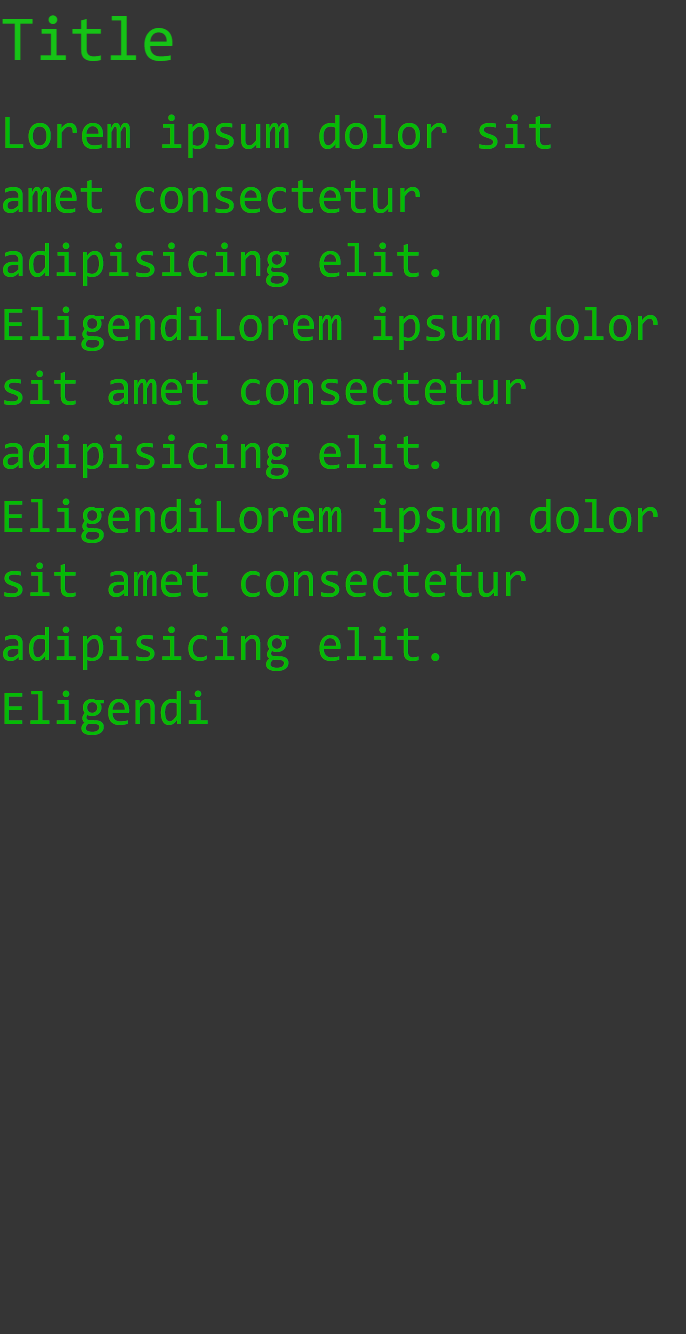 Title
Lorem ipsum dolor sit
amet consectetur
adipisicing elit.
EligendiLorem ipsum dolor
sit amet consectetur
adipisicing elit.
EligendiLorem ipsum dolor
sit amet consectetur
adipisicing elit.
Eligendi